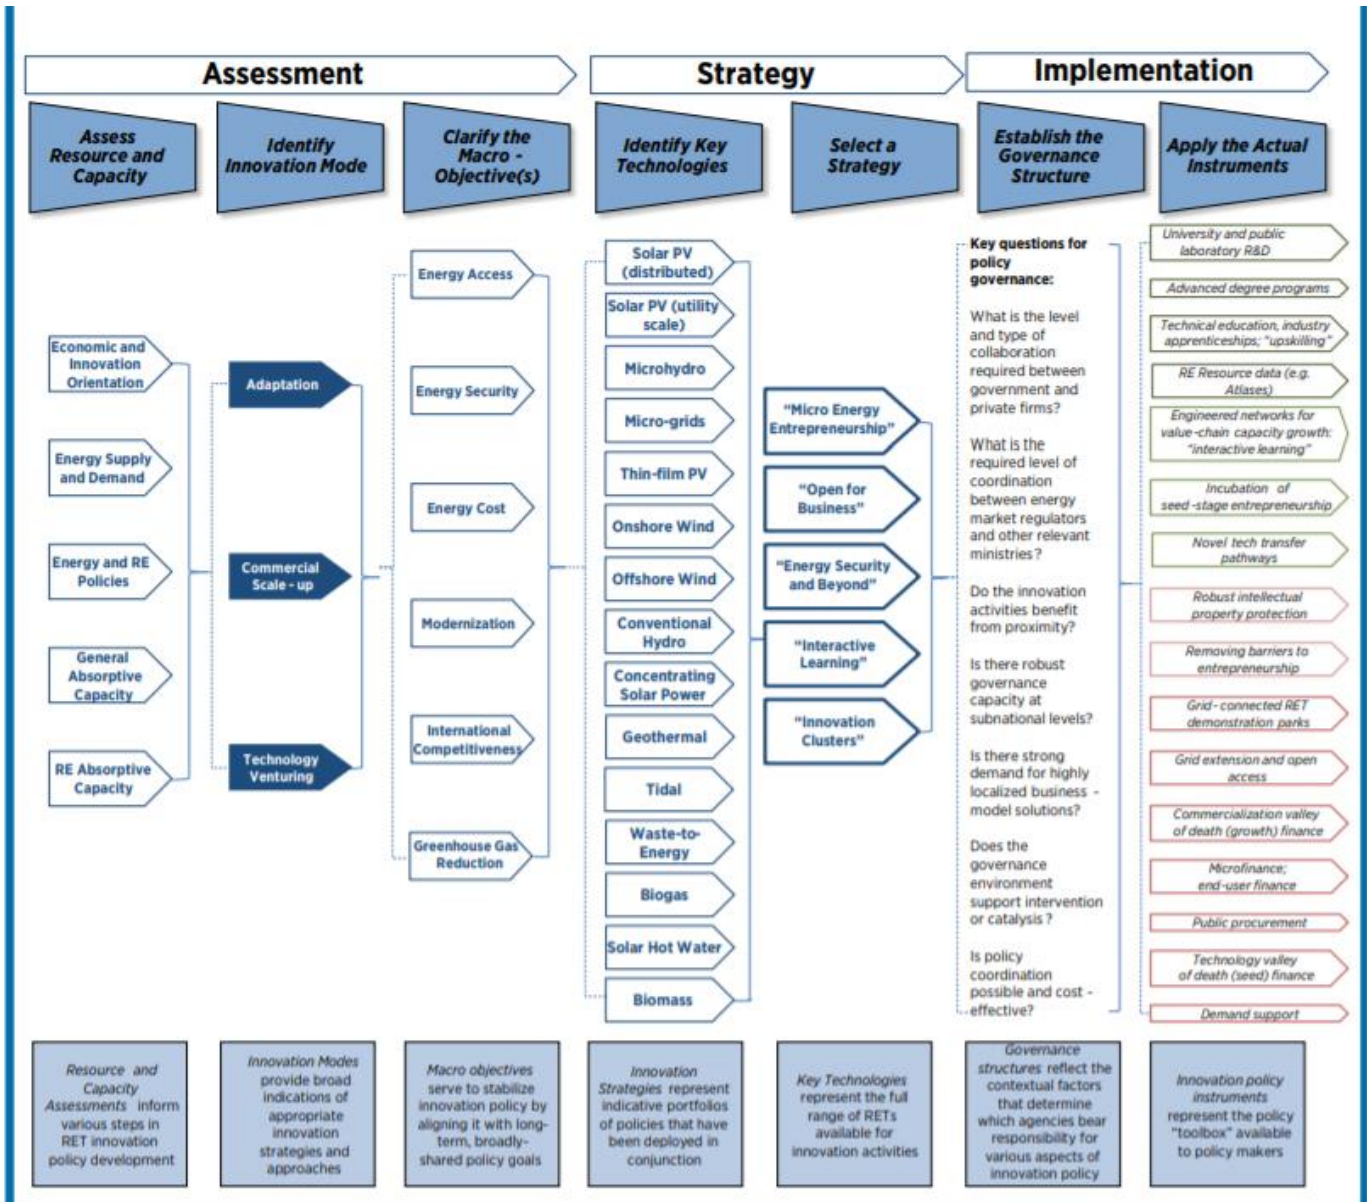 Assessment
Strategy
Implementation
Assess
Resource and
Capacity
Identify
Innovation Mode
Clarify the
Macro -
Objective(s)
Identify Key
Technologies
Select a
Strategy
Establish the
Governance
Structure
Apply the Actual
Instruments
Economic and
Innovation
Orientation
Energy Supply
and Demand
Energy and RE
Policies
General
Absorptive
Capacity
RE Absorptive
Capacity
Adaptation
Commercial
Scale - up
Technology
Venturing
Energy Access
Energy Security
Energy Cost
Modernization
International
Competitiveness
Greenhouse Gas
Reduction
Solar PV
(distributed)
Solar PV (utility
scale)
Microhydro
Micro-grids
Thin-film PV
Onshore Wind
Offshore Wind
Conventional
Hydro
Concentrating
Solar Power
Geothermal
Tidal
Waste-to-
Energy
Biogas
Solar Hot Water
Biomass
"Micro Energy
Entrepreneurship"
"Open for
Business"
"Energy Security
and Beyond"
"Interactive
Learning"
"Innovation
Clusters"
Key questions for
policy
governance:
What is the level
and type of
collaboration
required between
government and
private firms?
What is the
required level of
coordination
between energy
market regulators
and other relevant
ministries?
Do the innovation
activities benefit
from proximity?
Is there robust
governance
capacity at
subnational levels?
Is there strong
demand for highly
localized business -
model solutions?
Does the
governance
environment
support intervention
or catalysis ?
Is policy
coordination
possible and cost -
effective?
University and public
laboratory R&D
Advanced degree programs
Technical education, industry
apprenticeships; "upskilling"
RE Resource data (e.g.
Atlases)
Engineered networks for
value-chain capacity growth:
"interactive learning"
Incubation of
seed -stage entrepreneurship
Novel tech transfer
pathways
Robust intellectual
property protection
Removing barriers to
entrepreneurship
Grid- connected RET
demonstration parks
Grid extension and open
access
Commercialization valley
of death (growth) finance
Microfinance;
end-user finance
Public procurement
Technology valley
of death (seed) finance
Demand support
Resource and
Capacity
Assessments inform
various steps in
RET innovation
policy development
Innovation Modes
provide broad
indications of
appropriate
innovation
strategies and
approaches
Macro objectives
serve to stabilize
innovation policy by
aligning it with long-
term, broadly-
shared policy goals
Innovation
Strategies represent
indicative portfolios
of policies that have
been deployed in
conjunction
Key Technologies
represent the full
range of RETs
available for
innovation activities
Governance
structures reflect the
contextual factors
that determine
which agencies bear
responsibility for
various aspects of
innovation policy
Innovation policy
instruments
represent the policy
"toolbox" available
to policy makers